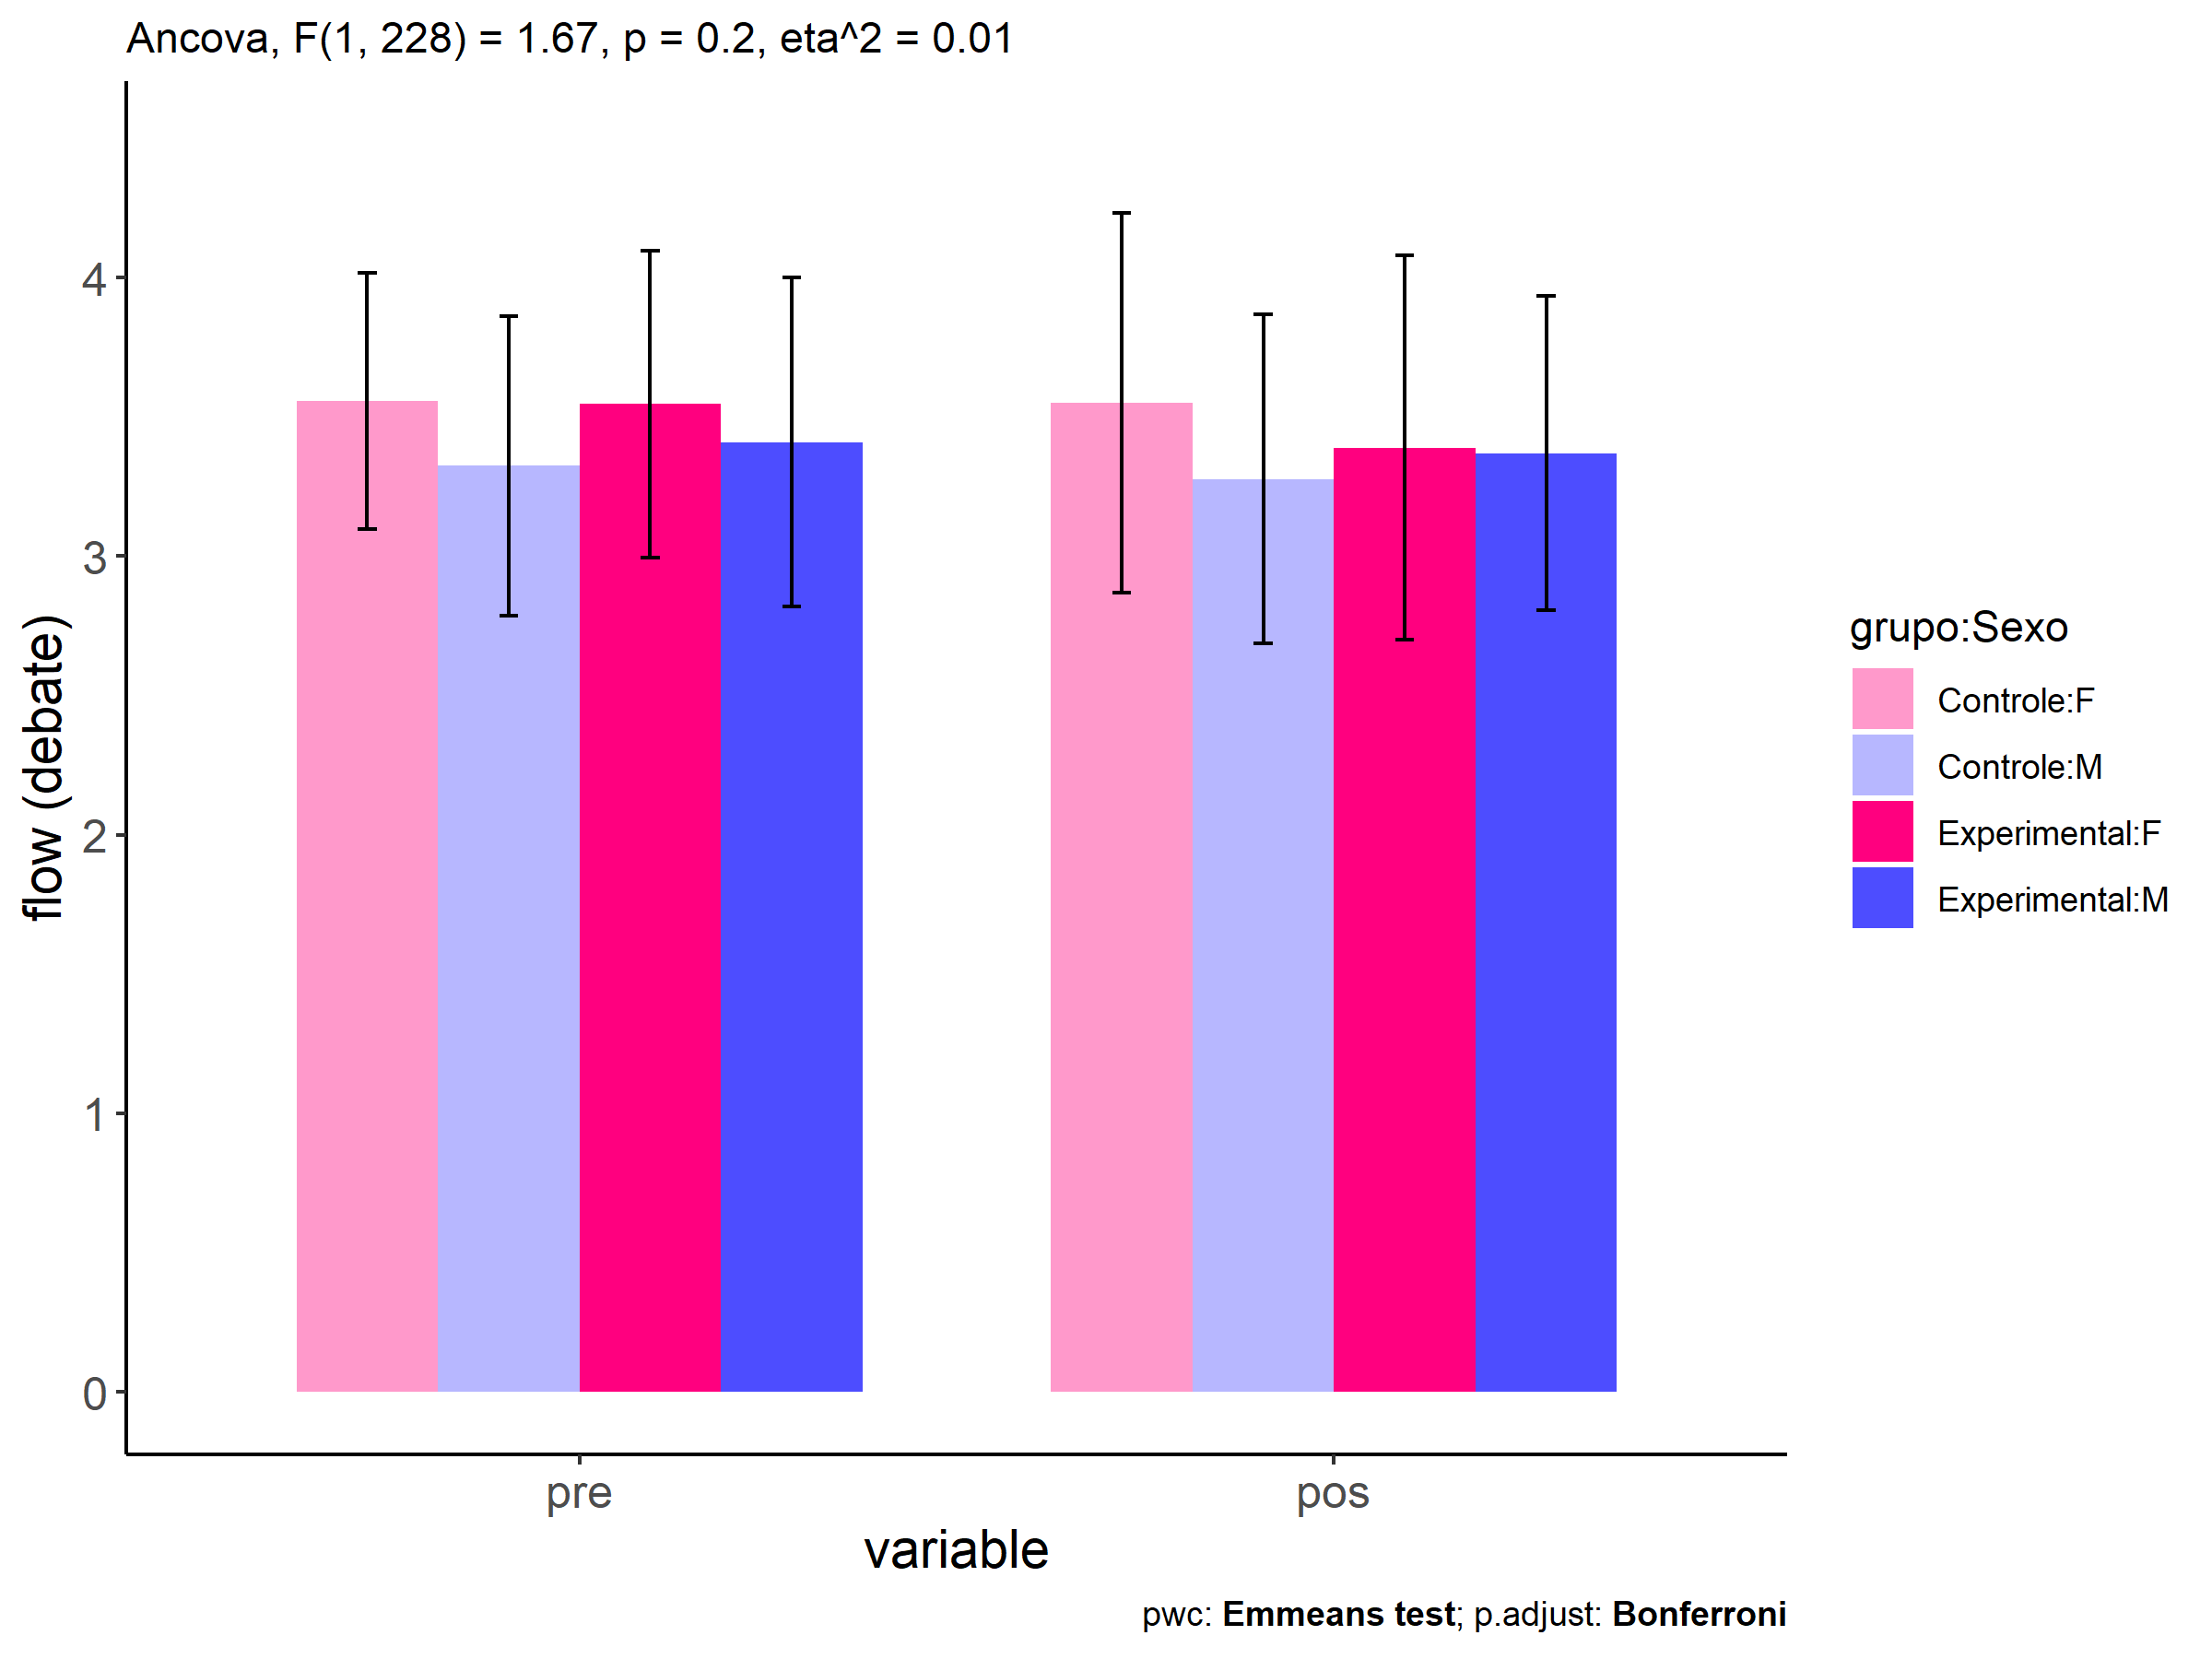 Ancova, F(1, 228) = 1.67, p = 0.2, eta^2 = 0.01
flow (debate)
4
3
2
1
0
pre
pos
variable
grupo:Sexo
Controle:F
Controle:M
Experimental:F
Experimental:M
pwc: Emmeans test; p.adjust: Bonferroni